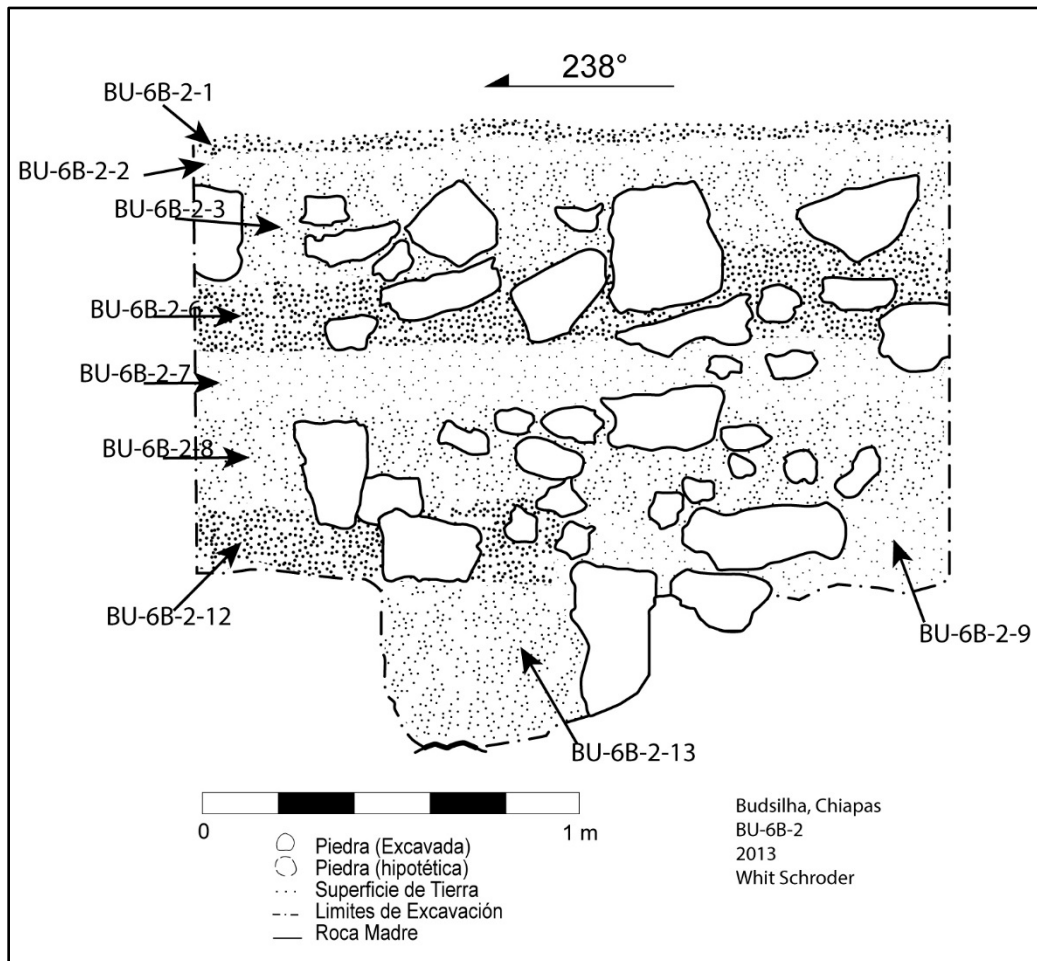 238°
BU-6B-2-1
BU-6B-2-2
BU-6B-2-3
BU-6B-2-6
BU-6B-2-7
BU-6B-2-8
BU-6B-2-12
BU-6B-2-9
BU-6B-2-13
0 1 m
Piedra (Excavada)
Piedra (hipotética)
Superficie de Tierra
Limites de Excavación
Roca Madre
Budsilha, Chiapas
BU-6B-2
2013
Whit Schroder